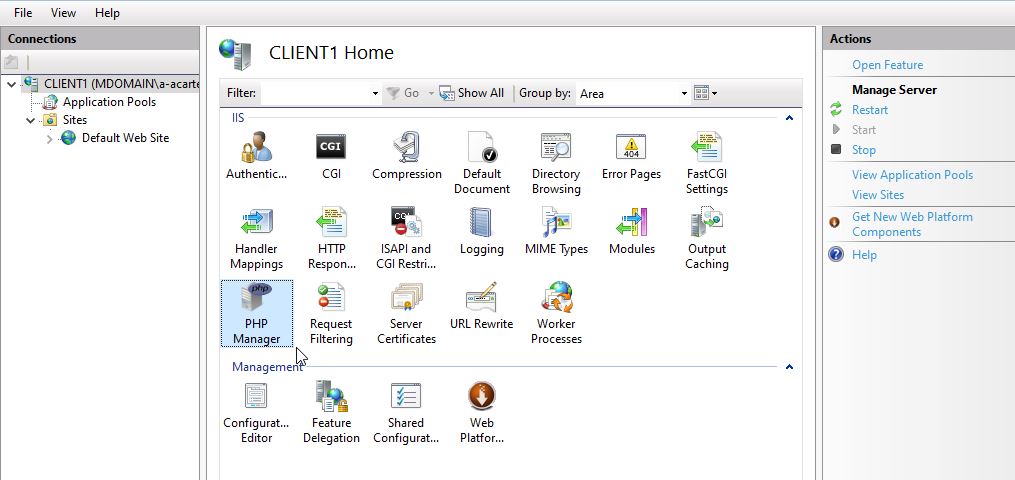 File View Help
Connections
CLIENT1 (MDOMAIN\a-acarte
Application Pools
Sites
Default Web Site
CLIENT1 Home
Filter: Go Show All Group by: Area
IIS
Authentic... CGI Compression Default Document Directory Browsing Error Pages FastCGI Settings
Handler Mappings HTTP Respon... ISAPI and CGI Restri... Logging MIME Types Modules Output Caching
PHP Manager Request Filtering Server Certificates URL Rewrite Worker Processes
Management
Configurat... Editor Feature Delegation Shared Configurat... Web Platfor...
Actions
Open Feature
Manage Server
Restart
Start
Stop
View Application Pools
View Sites
Get New Web Platform
Components
Help